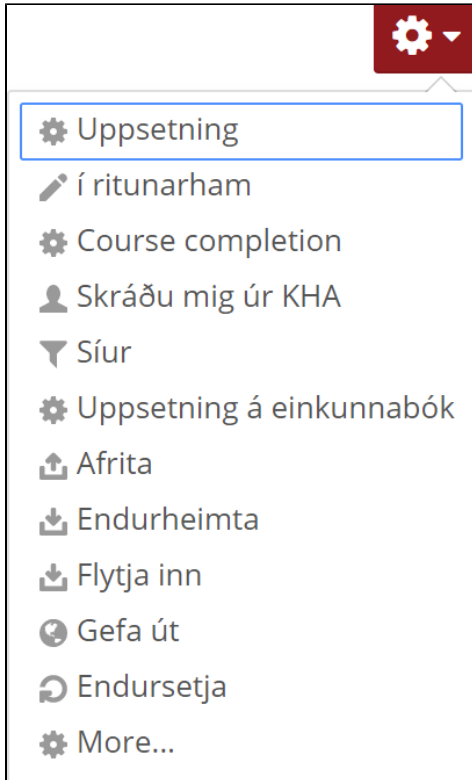 Uppsetning
í ritunarham
Course completion
Skráðu mig úr KHA
Síur
Uppsetning á einkunnabók
Afrita
Endurheimta
Flytja inn
Gefa út
Endursetja
More...